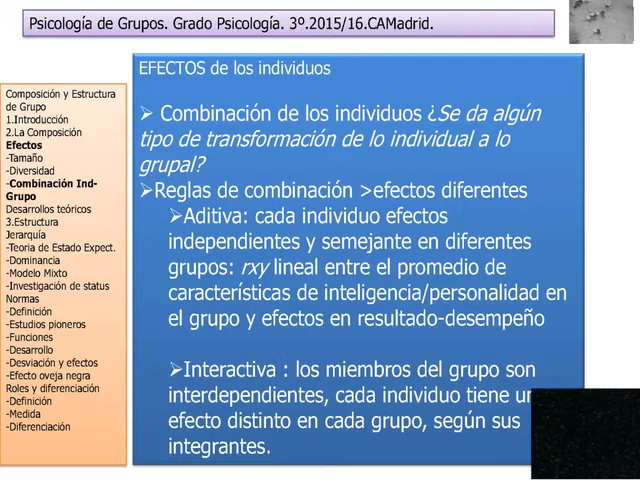 Psicología de Grupos. Grado Psicología. 3º.2015/16.CAMadrid.
Composición y Estructura
de Grupo
1.Introducción
2.La Composición
Efectos
-Tamaño
-Diversidad
-Combinación Ind-
Grupo
Desarrollos teóricos
3.Estructura
Jerarquía
-Teoria de Estado Expect.
-Dominancia
-Modelo Mixto
-Investigación de status
Normas
-Definición
-Estudios pioneros
-Funciones
-Desarrollo
-Desviación y efectos
-Efecto oveja negra
Roles y diferenciación
-Definición
-Medida
-Diferenciación
EFECTOS de los individuos
➢ Combinación de los individuos ¿Se da algún
tipo de transformación de lo individual a lo
grupal?
➢Reglas de combinación >efectos diferentes
➢Aditiva: cada individuo efectos
independientes y semejante en diferentes
grupos: rxy lineal entre el promedio de
características de inteligencia/personalidad en
el grupo y efectos en resultado-desempeño
➢Interactiva : los miembros del grupo son
interdependientes, cada individuo tiene un
efecto distinto en cada grupo, según sus
integrantes.